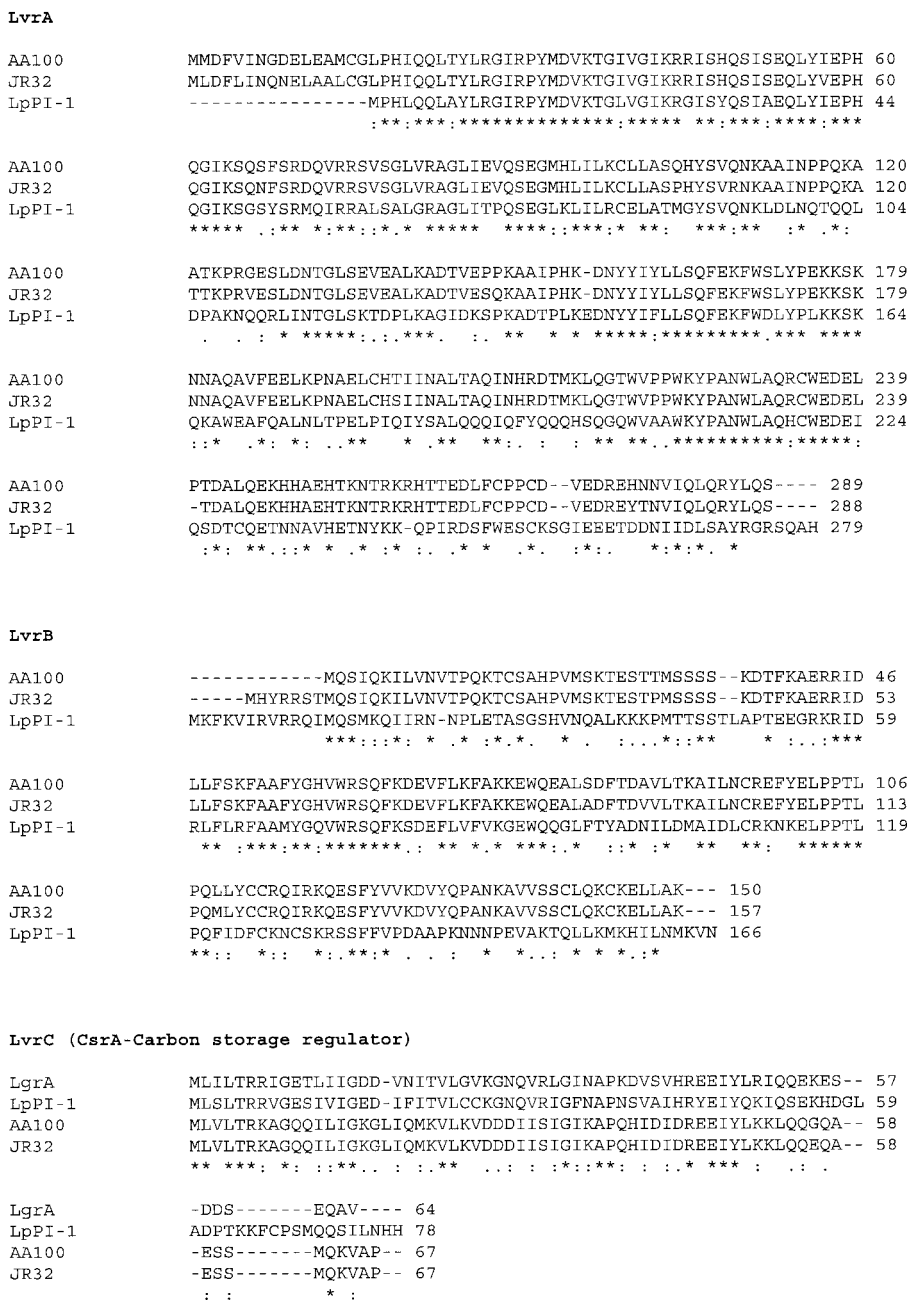 LvrA
AA100 MMDFVINGDELEAMCGLPHIQQLTYLRGIRPYMDVKTGIVGIKRRISHQSISEQLYIEPH 60
JR32 MLDFLINQNELAALCGLPHIQQLTYLRGIRPYMDVKTGIVGIKRRISHQSISEQLYVEPH 60
LpPI-1 ----------------MPHLQQLAYLRGIRPYMDVKTGLVGIKRGISYQSIAEQLYIEPH 44
:**:***:**************:***** **:***:****:***
AA100 QGIKSQSFSRDQVRRSVSGLVRAGLIEVQSEGMHLILKCLLASQHYSVQNKAAINPPQKA 120
JR32 QGIKSQNFSRDQVRRSVSGLVRAGLIEVQSEGMHLILKCLLASPHYSVRNKAAINPPQKA 120
LpPI-1 QGIKSGSYSRMQIRRALSALGRAGLITPQSEGLKLILRCELATMGYSVQNKLDLNQTQQL 104
***** .:** *:**::*.* ***** ****::***:* **: ***:** :* .*:
AA100 ATKPRGESLDNTGLSEVEALKADTVEPPKAAIPHK-DNYYIYLLSQFEKFWSLYPEKKSK 179
JR32 TTKPRVESLDNTGLSEVEALKADTVESQKAAIPHK-DNYYIYLLSQFEKFWSLYPEKKSK 179
LpPI-1 DPAKNQQRLINTGLSKTDPLKAGIDKSPKADTPLKEDNYYIFLLSQFEKFWDLYPLKKSK 164
. . : * *****:.:.***. :. ** * * *****:*********.*** ****
AA100 NNAQAVFEELKPNAELCHTIINALTAQINHRDTMKLQGTWVPPWKYPANWLAQRCWEDEL 239
JR32 NNAQAVFEELKPNAELCHSIINALTAQINHRDTMKLQGTWVPPWKYPANWLAQRCWEDEL 239
LpPI-1 QKAWEAFQALNLTPELPIQIYSALQQQIQFYQQQHSQGQWVAAWKYPANWLAQHCWEDEI 224
::* .*: *: ..** * .** **:. : : ** **..**********:*****:
AA100 PTDALQEKHHAEHTKNTRKRHTTEDLFCPPCD--VEDREHNNVIQLQRYLQS---- 289
JR32 -TDALQEKHHAEHTKNTRKRHTTEDLFCPPCD--VEDREYTNVIQLQRYLQS---- 288
LpPI-1 QSDTCQETNNAVHETNYKK-QPIRDSFWESCKSGIEEETDDNNIIDLSAYRGRSQAH 279
:*: **.::* * .* :* :. .* * .*. :*:. *:*:*. *
LvrB
AA100 ------------MQSIQKILVNVTPQKTCSAHPVMSKTESTTMSSSS--KDTFKAERRID 46
JR32 -----MHYRRSTMQSIQKILVNVTPQKTCSAHPVMSKTESTPMSSSS--KDTFKAERRID 53
LpPI-1 MKFKVIRVRRQIMQSMKQIIRN-NPLETASGSHVNQALKKKPMTTSSTLAPTEEGRKRID 59
***:::*: * .* :*.*. * . :...*::** * :..:***
AA100 LLFSKFAAFYGHVWRSQFKDEVFLKFAKKEWQEALSDFTDAVLTKAILNCREFYELPPTL 106
JR32 LLFSKFAAFYGHVWRSQFKDEVFLKFAKKEWQEALADFTDVVLTKAILNCREFYELPPTL 113
LpPI-1 RLFLRFAAMYGQVWRSQFKSDEFLVFVKGEWQQGLFTYADNILDMAIDLCRKNKELPPTL 119
** :***:**:*******.: ** *.* ***:.* ::* :* ** **: ******
AA100 PQLLYCCRQIRKQESFYVVKDVYQPANKAVVSSCLQKCKELLAK--- 150
JR32 PQMLYCCRQIRKQESFYVVKDVYQPANKAVVSSCLQKCKELLAK--- 157
LpPI-1 PQFIDFCKNCSKRSSFFVPDAAPKNNNPEVAKTQLLKMKHILNMKVN 166
**:: *:: *:.**:* . . : * *..: * * *.:*
LvrC (CsrA-Carbon storage regulator)
LgrA MLILTRRIGETLIIGDD-VNITVLGVKGNQVRLGINAPKDVSVHREEIYLRIQQEKES-- 57
LpPI-1 MLSLTRRVGESIVIGED-IFITVLCCKGNQVRIGFNAPNSVAIHRYEIYQKIQSEKHDGL 59
AA100 MLVLTRKAGQQILIGKGLIQMKVLKVDDDIISIGIKAPQHIDIDREEIYLKKLQQGQA-- 58
JR32 MLVLTRKAGQQILIGKGLIQMKVLKVDDDIISIGIKAPQHIDIDREEIYLKKLQQEQA-- 58
** ***: *: ::**.. : :.** ..: : :*::**: : :.* *** : .: .
LgrA -DDS-------EQAV---- 64
LpPI-1 ADPTKKFCPSMQQSILNHH 78
AA100 -ESS-------MQKVAP-- 67
JR32 -ESS-------MQKVAP-- 67
: : * :